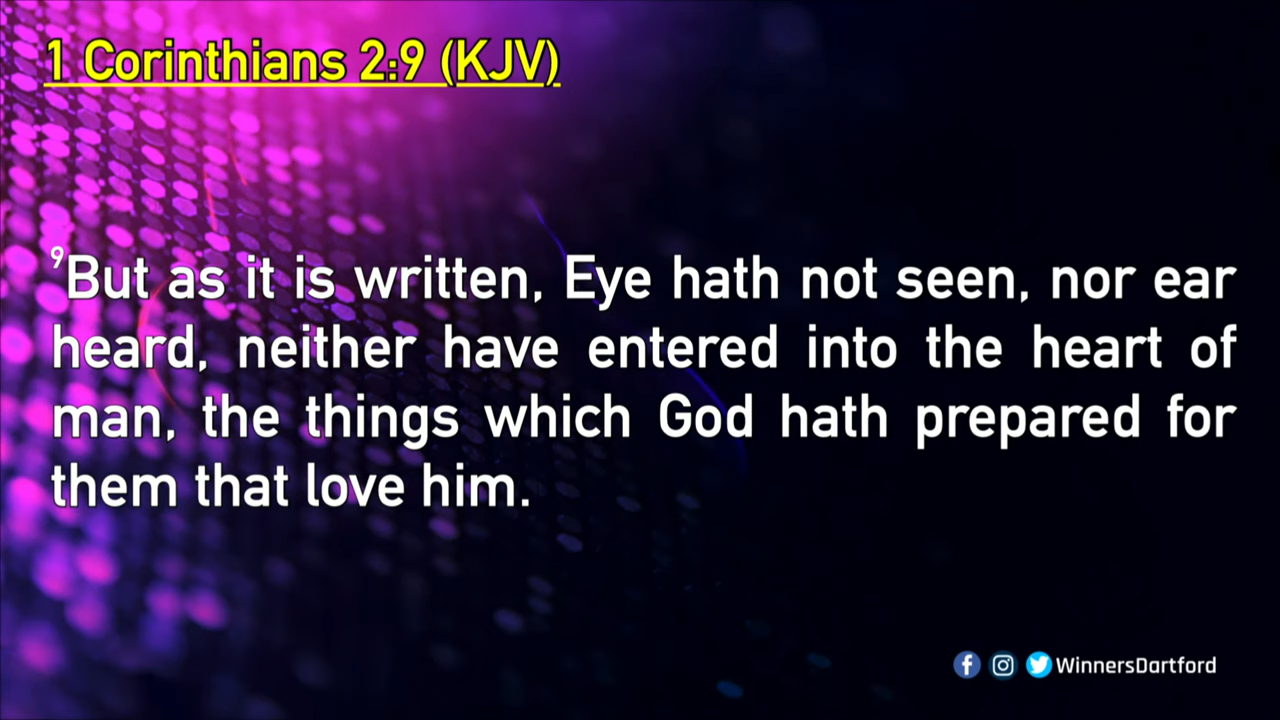 1 Corinthians 2:9 (KJV)
⁹But as it is written, Eye hath not seen, nor ear
heard, neither have entered into the heart of
man, the things which God hath prepared for
them that love him.
WinnersDartford